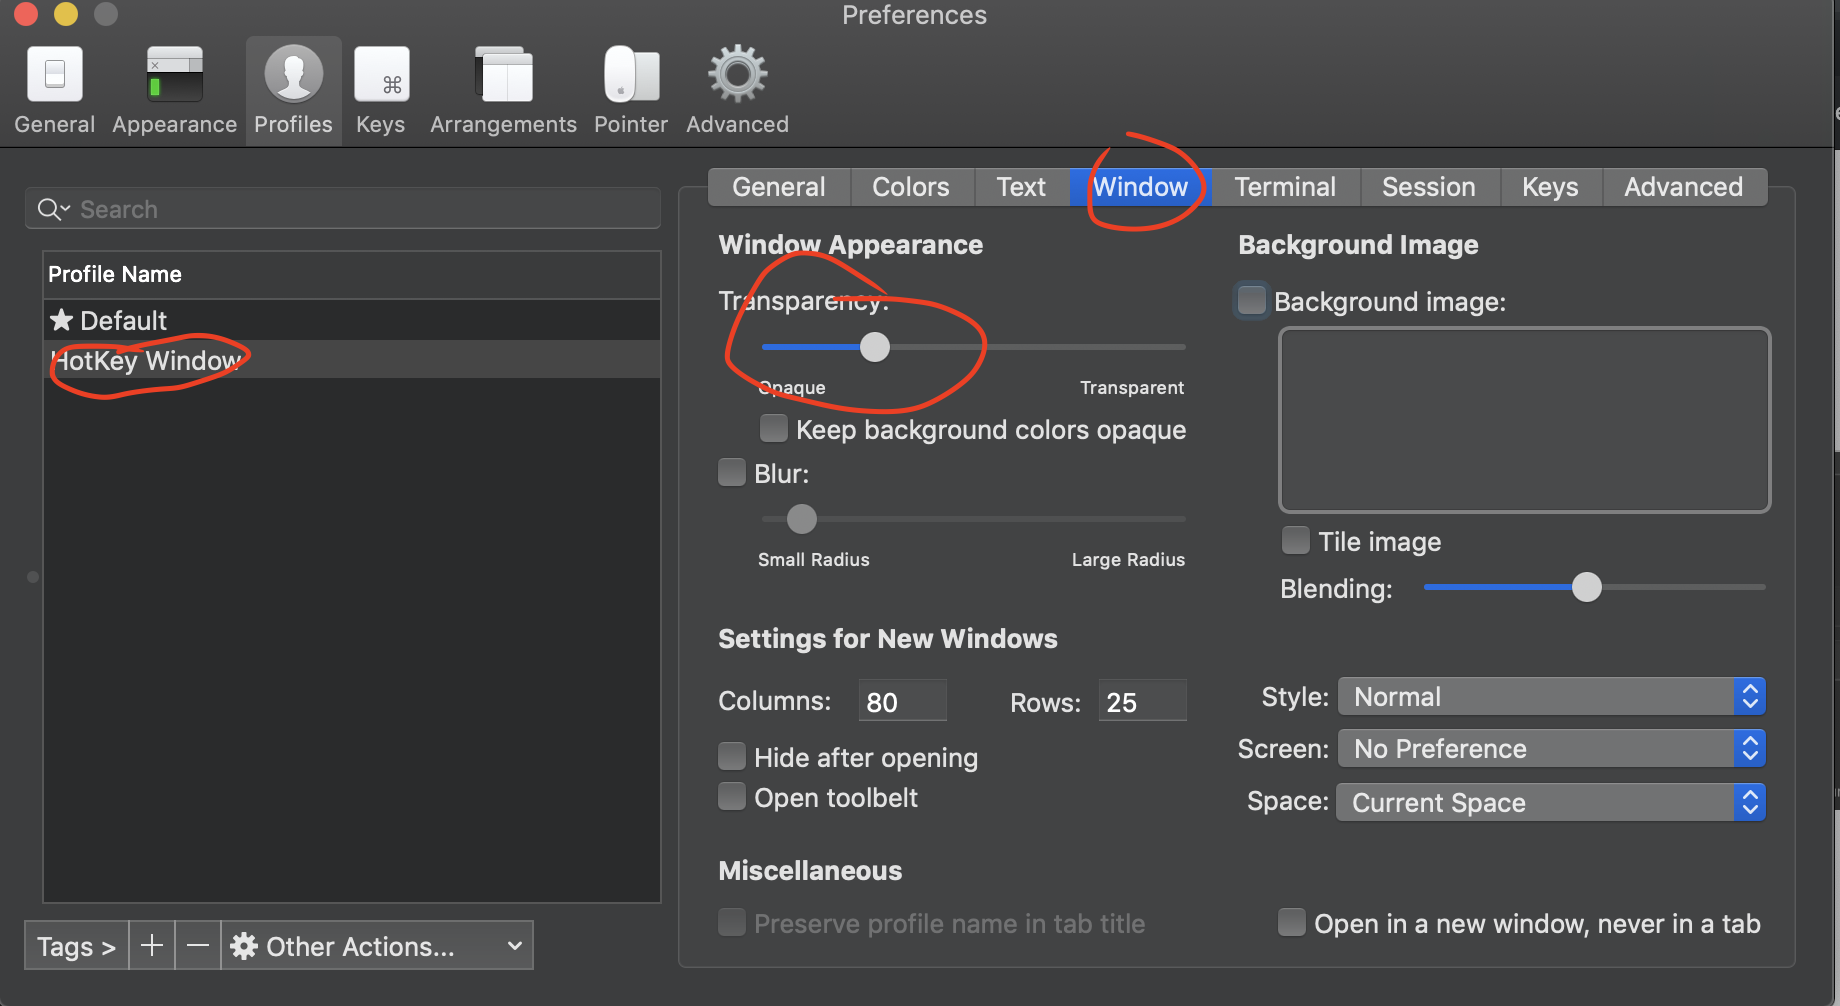 Preferences
General Appearance Profiles Keys Arrangements Pointer Advanced
Search
Profile Name
★ Default
HotKey Window
General Colors Text Window Terminal Session Keys Advanced
Window Appearance
Transparency:
Opaque Transparent
Keep background colors opaque
Blur:
Small Radius Large Radius
Background Image
Background image:
Tile image
Blending:
Settings for New Windows
Columns: 80 Rows: 25
Hide after opening
Open toolbelt
Style: Normal
Screen: No Preference
Space: Current Space
Miscellaneous
Preserve profile name in tab title
Open in a new window, never in a tab
Tags > + — Other Actions...